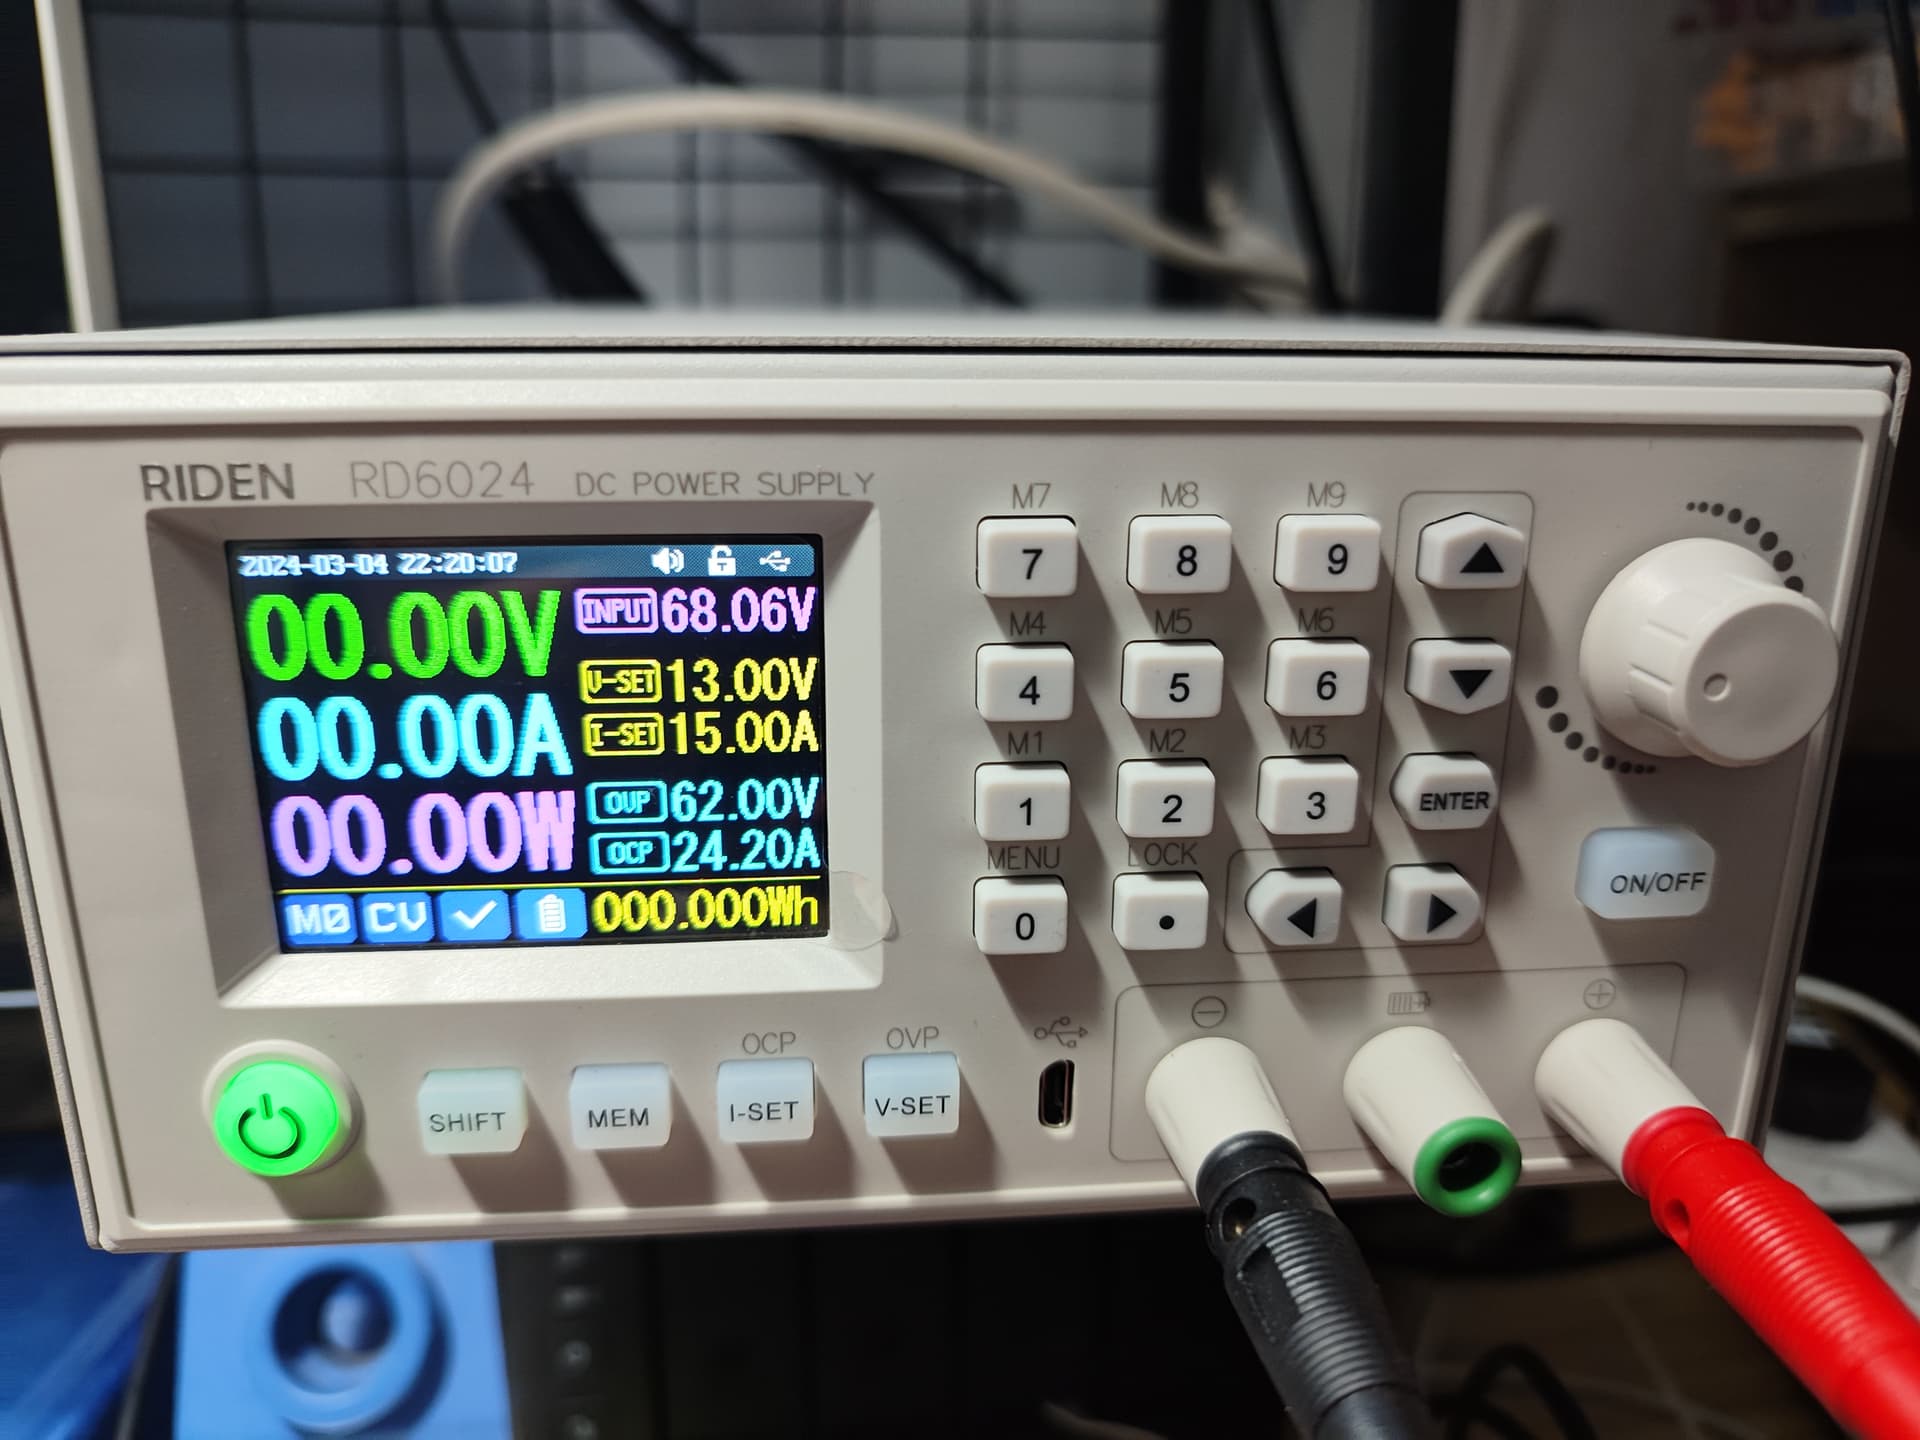 RIDEN RD6024 DC POWER SUPPLY
2024-03-04 22:20:07
00.00V
INPUT 68.06V
V-SET 13.00V
00.00A
I-SET 15.00A
OVP 62.00V
00.00W
OCP 24.20A
M0 CV 000.000Wh
M7 M8 M9
7 8 9
M4 M5 M6
4 5 6
M1 M2 M3
1 2 3
ENTER
MENU LOCK
0 .
ON/OFF
OCP OVP
SHIFT MEM I-SET V-SET